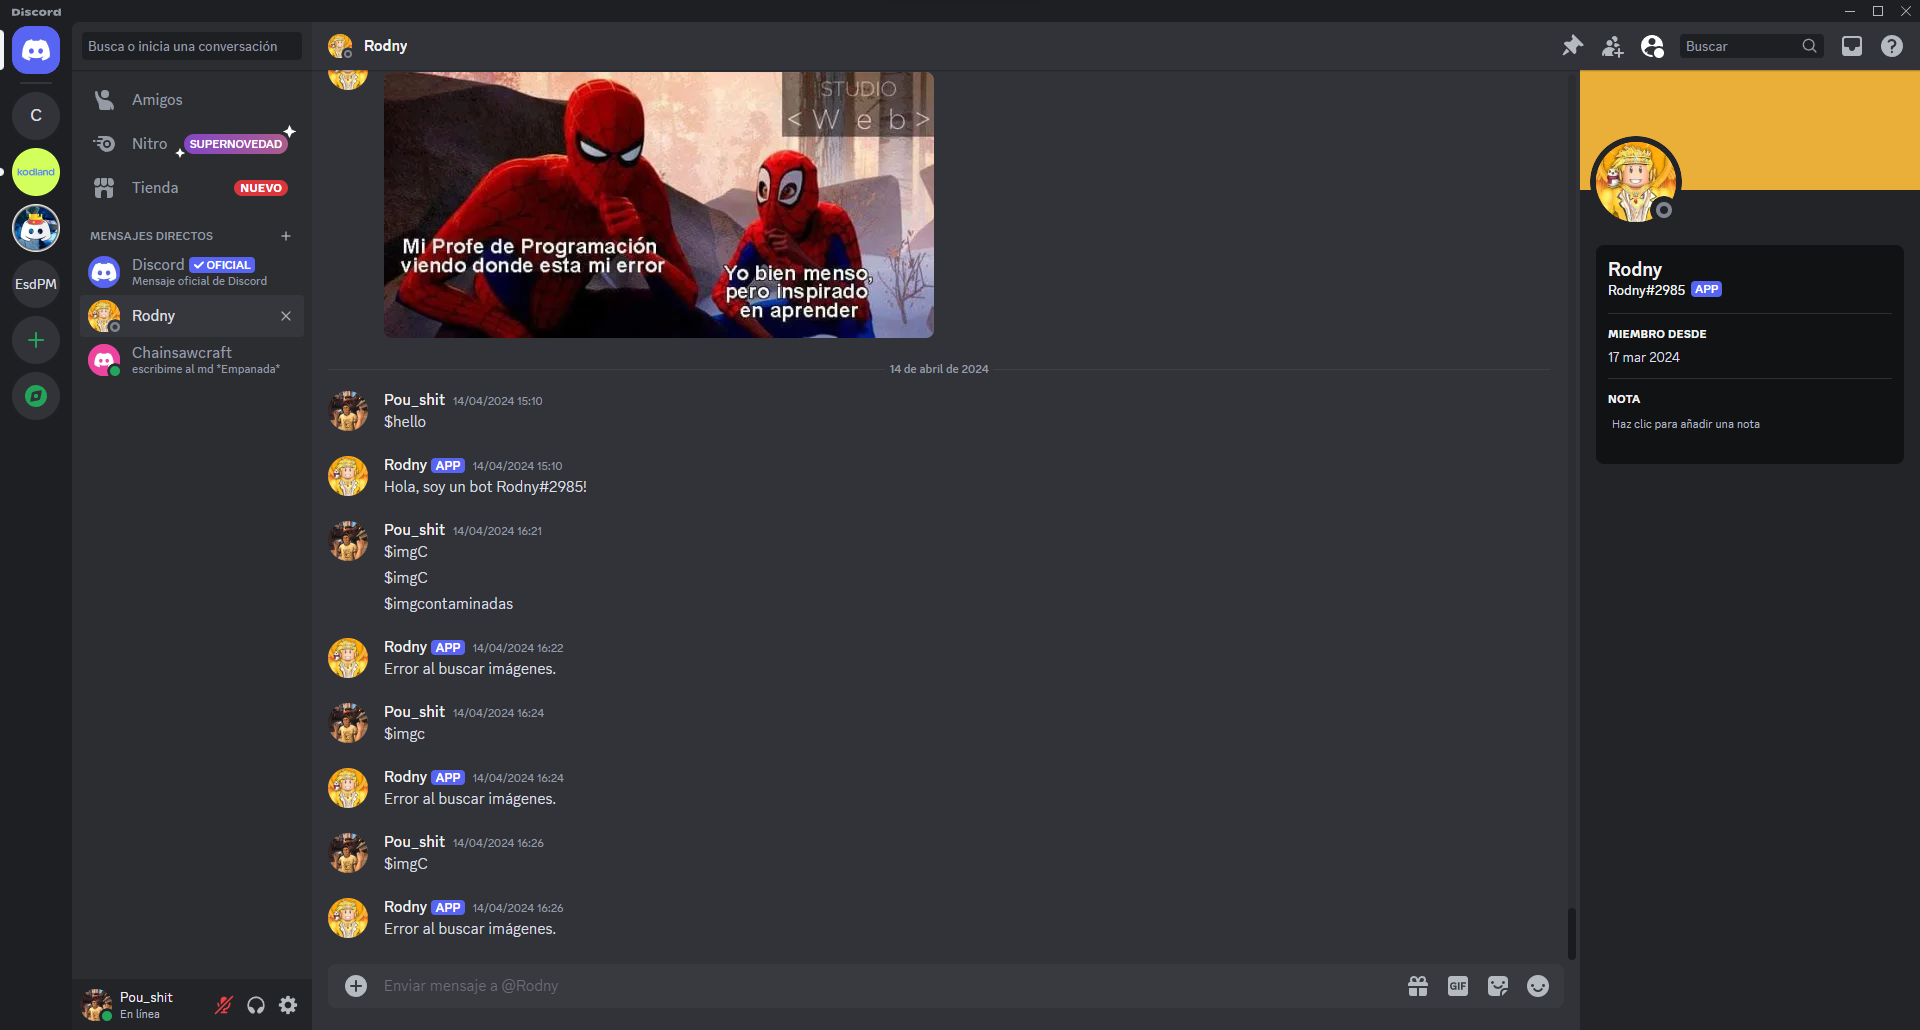 Discord
Busca o inicia una conversación
Rodny
Buscar
C
kodland
EsdPM
Amigos
Nitro
SUPERNOVEDAD
Tienda
NUEVO
MENSAJES DIRECTOS
Discord
OFICIAL
Mensaje oficial de Discord
Rodny
Chainsawcraft
escribime al md *Empanada*
STUDIO
< W e b >
Mi Profe de Programación
viendo donde esta mi error
Yo bien menso,
pero inspirado
en aprender
14 de abril de 2024
Pou_shit 14/04/2024 15:10
$hello
Rodny APP 14/04/2024 15:10
Hola, soy un bot Rodny#2985!
Pou_shit 14/04/2024 16:21
$imgC
$imgC
$imgcontaminadas
Rodny APP 14/04/2024 16:22
Error al buscar imágenes.
Pou_shit 14/04/2024 16:24
$imgc
Rodny APP 14/04/2024 16:24
Error al buscar imágenes.
Pou_shit 14/04/2024 16:26
$imgC
Rodny APP 14/04/2024 16:26
Error al buscar imágenes.
Enviar mensaje a @Rodny
GIF
Pou_shit
En línea
Rodny
Rodny#2985 APP
MIEMBRO DESDE
17 mar 2024
NOTA
Haz clic para añadir una nota